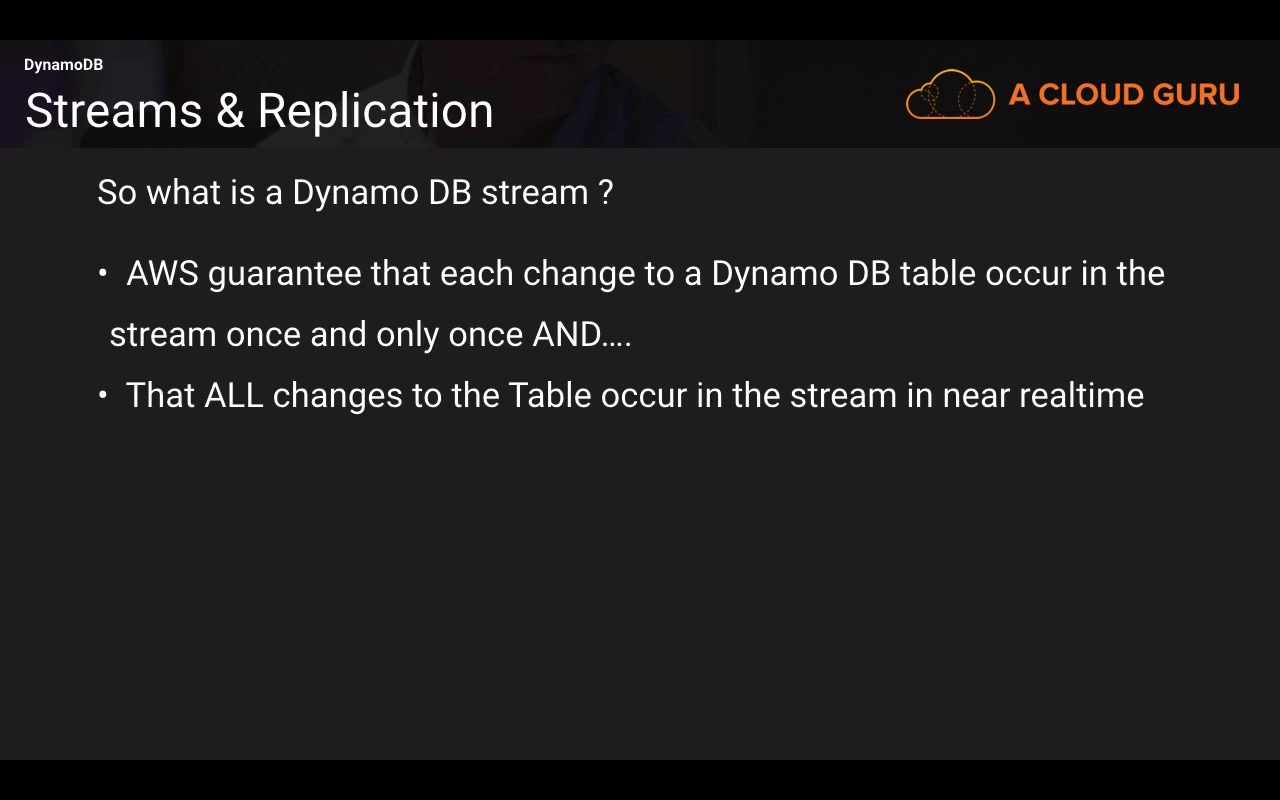 DynamoDB
Streams & Replication
A CLOUD GURU
So what is a Dynamo DB stream ?
• AWS guarantee that each change to a Dynamo DB table occur in the
stream once and only once AND....
• That ALL changes to the Table occur in the stream in near realtime